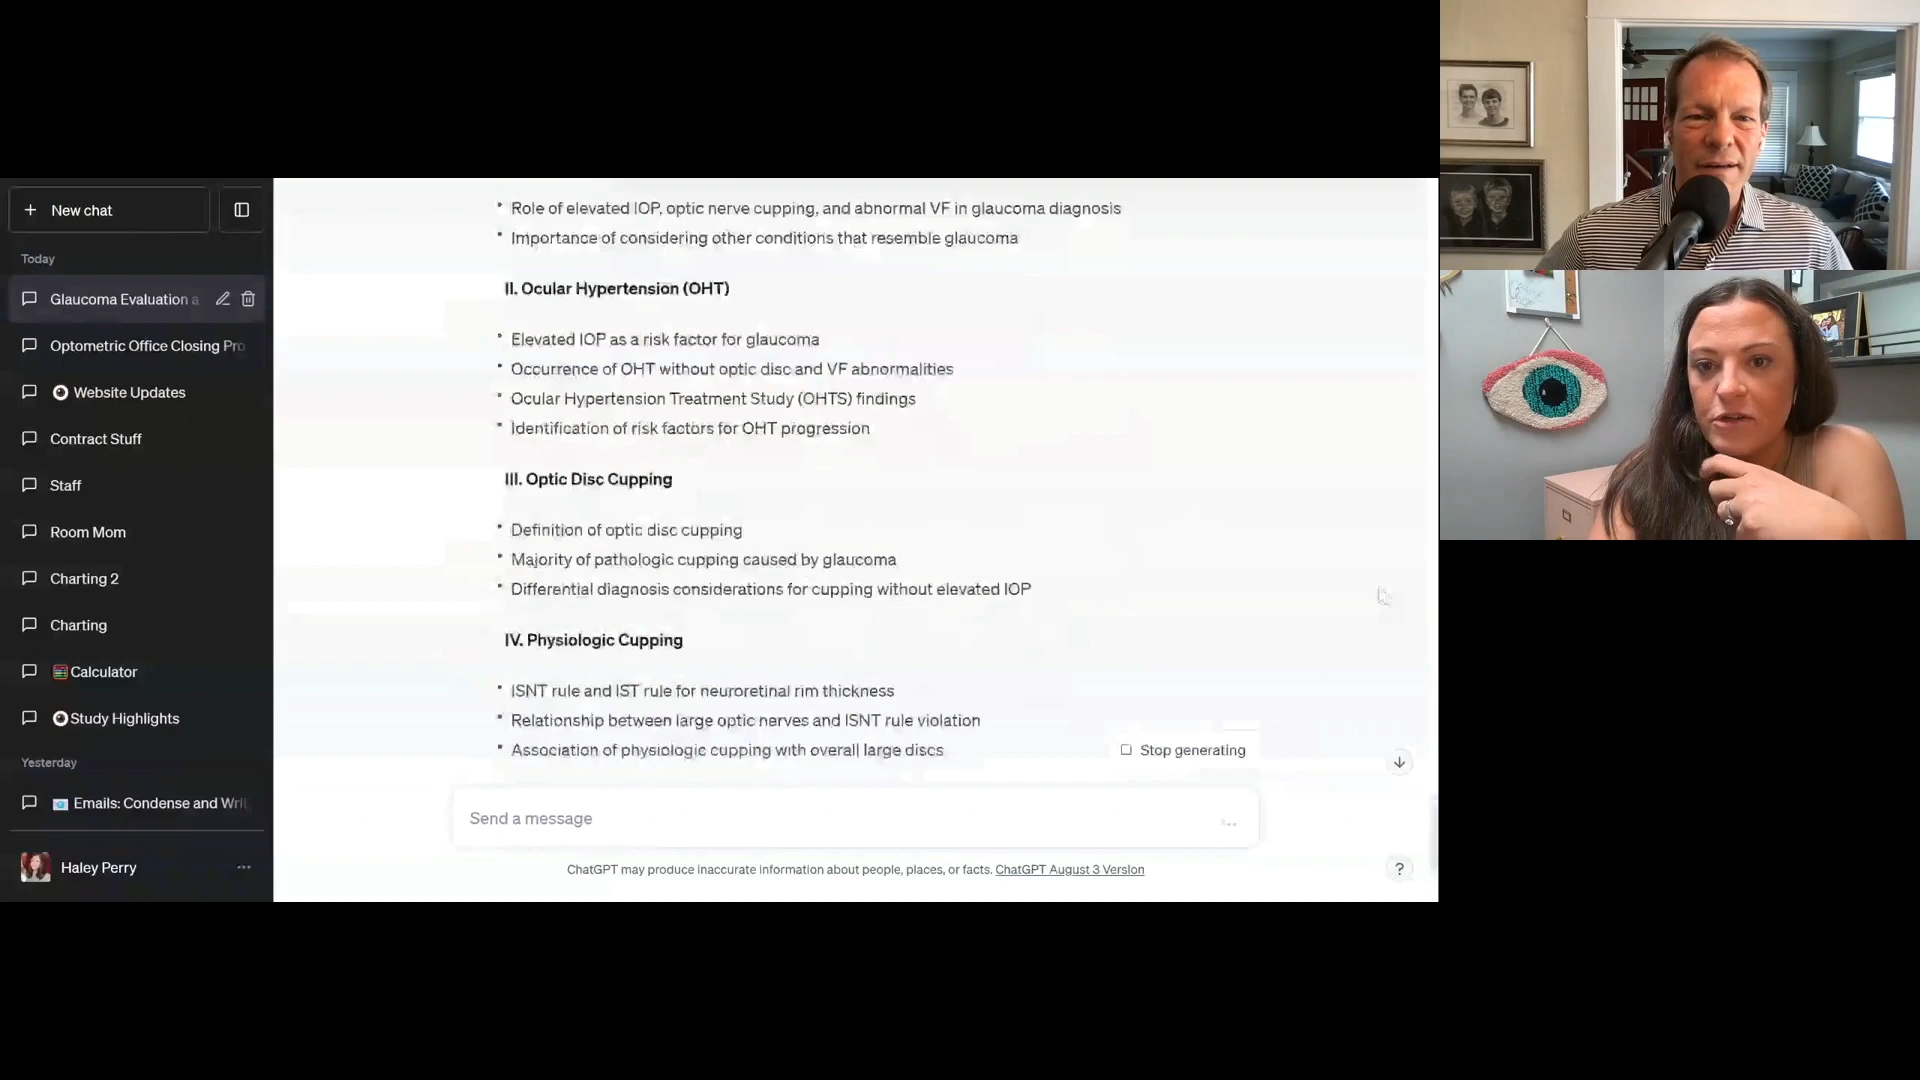 New chat
Today
Glaucoma Evaluation a
Optometric Office Closing Pro
Website Updates
Contract Stuff
Staff
Room Mom
Charting 2
Charting
Calculator
Study Highlights
Yesterday
Emails: Condense and Wri
Haley Perry
Role of elevated IOP, optic nerve cupping, and abnormal VF in glaucoma diagnosis
Importance of considering other conditions that resemble glaucoma
II. Ocular Hypertension (OHT)
Elevated IOP as a risk factor for glaucoma
Occurrence of OHT without optic disc and VF abnormalities
Ocular Hypertension Treatment Study (OHTS) findings
Identification of risk factors for OHT progression
III. Optic Disc Cupping
Definition of optic disc cupping
Majority of pathologic cupping caused by glaucoma
Differential diagnosis considerations for cupping without elevated IOP
IV. Physiologic Cupping
ISNT rule and IST rule for neuroretinal rim thickness
Relationship between large optic nerves and ISNT rule violation
Association of physiologic cupping with overall large discs
Stop generating
Send a message
ChatGPT may produce inaccurate information about people, places, or facts. ChatGPT August 3 Version
?